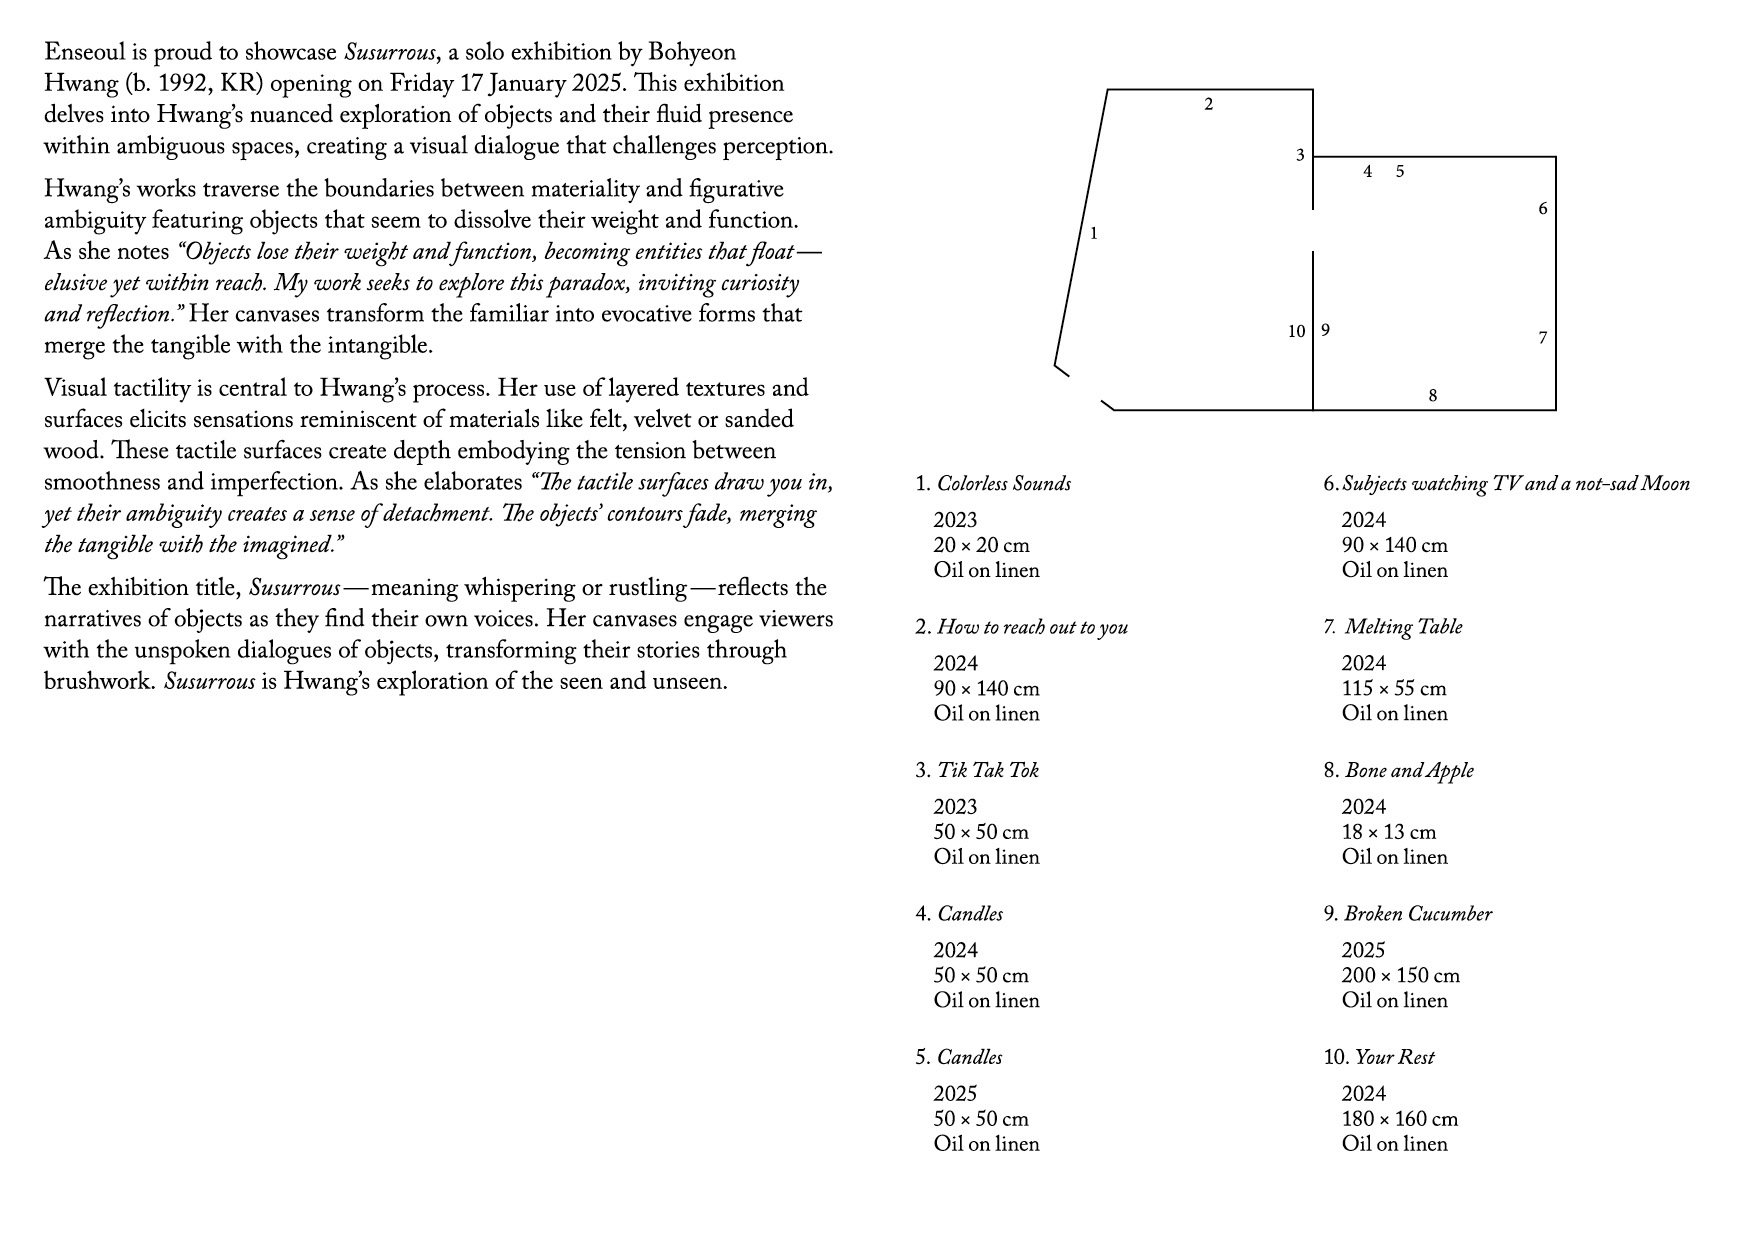 Enseoul is proud to showcase Susurrous, a solo exhibition by Bohyeon
Hwang (b. 1992, KR) opening on Friday 17 January 2025. This exhibition
delves into Hwang’s nuanced exploration of objects and their fluid presence
within ambiguous spaces, creating a visual dialogue that challenges perception.
Hwang’s works traverse the boundaries between materiality and figurative
ambiguity featuring objects that seem to dissolve their weight and function.
As she notes “Objects lose their weight and function, becoming entities that float—
elusive yet within reach. My work seeks to explore this paradox, inviting curiosity
and reflection.” Her canvases transform the familiar into evocative forms that
merge the tangible with the intangible.
Visual tactility is central to Hwang’s process. Her use of layered textures and
surfaces elicits sensations reminiscent of materials like felt, velvet or sanded
wood. These tactile surfaces create depth embodying the tension between
smoothness and imperfection. As she elaborates “The tactile surfaces draw you in,
yet their ambiguity creates a sense of detachment. The objects’ contours fade, merging
the tangible with the imagined.”
The exhibition title, Susurrous—meaning whispering or rustling—reflects the
narratives of objects as they find their own voices. Her canvases engage viewers
with the unspoken dialogues of objects, transforming their stories through
brushwork. Susurrous is Hwang’s exploration of the seen and unseen.
2
3
4 5
6
1
10 9
7
8
1. Colorless Sounds
2023
20 × 20 cm
Oil on linen
2. How to reach out to you
2024
90 × 140 cm
Oil on linen
3. Tik Tak Tok
2023
50 × 50 cm
Oil on linen
4. Candles
2024
50 × 50 cm
Oil on linen
5. Candles
2025
50 × 50 cm
Oil on linen
6. Subjects watching TV and a not-sad Moon
2024
90 × 140 cm
Oil on linen
7. Melting Table
2024
115 × 55 cm
Oil on linen
8. Bone and Apple
2024
18 × 13 cm
Oil on linen
9. Broken Cucumber
2025
200 × 150 cm
Oil on linen
10. Your Rest
2024
180 × 160 cm
Oil on linen